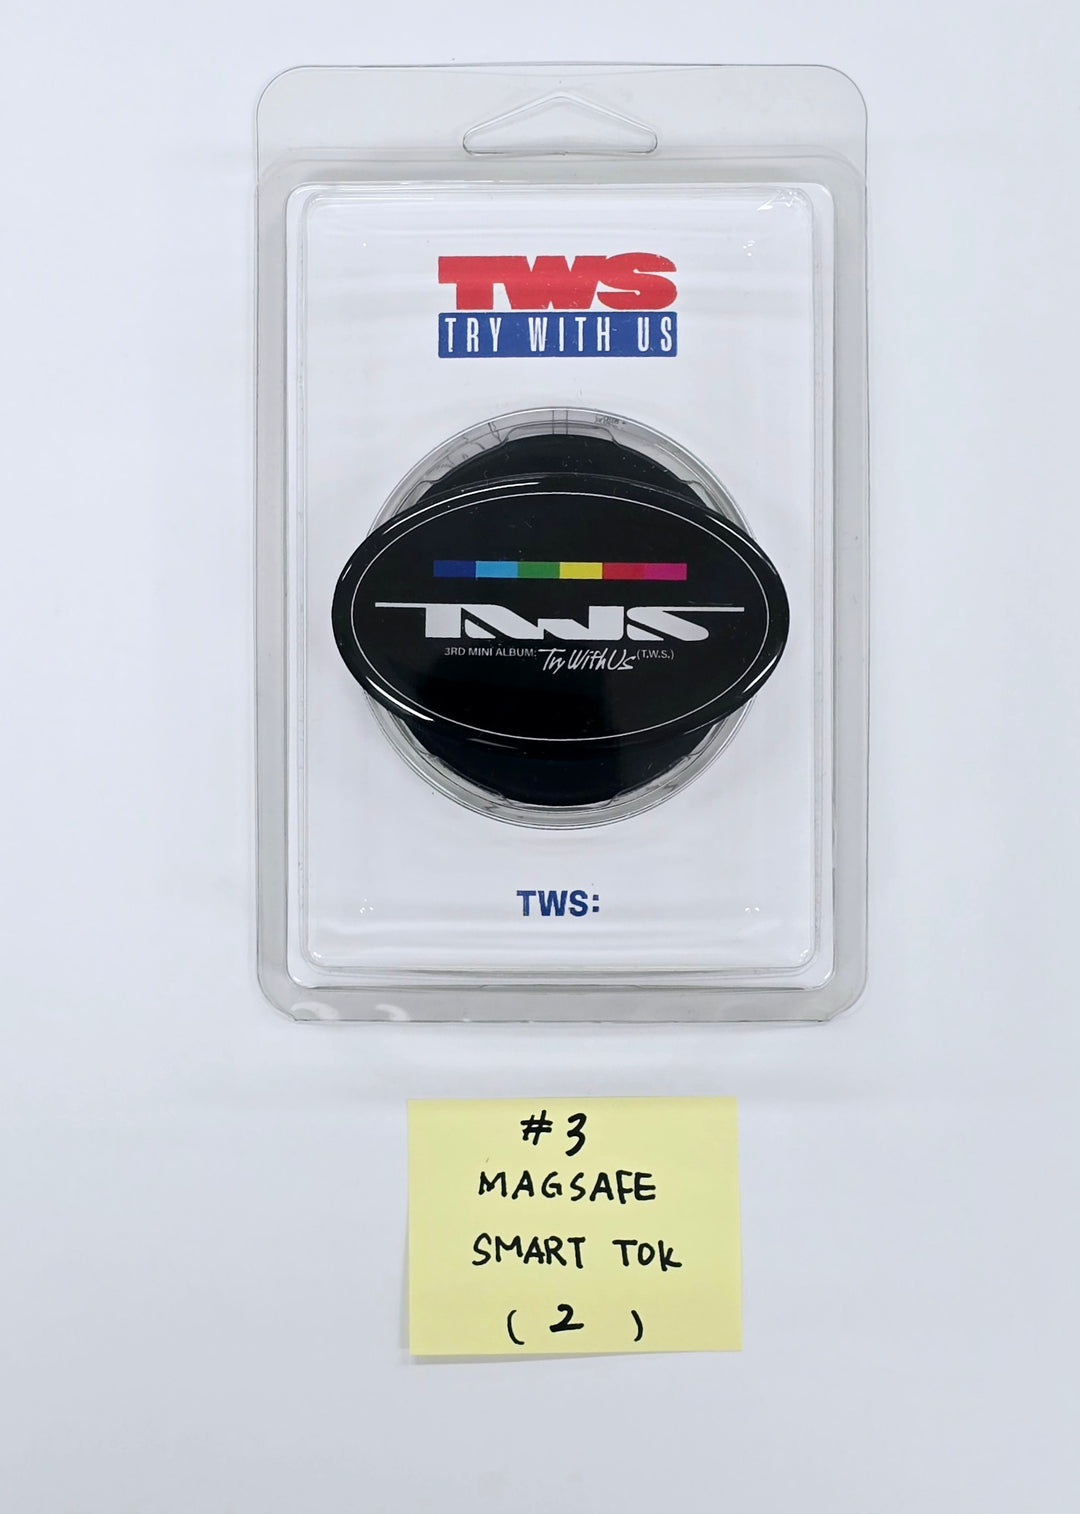 TWS
TRY WITH US
TWS
3RD MINI ALBUM: Try With Us (T.W.S.)
TWS:
#3
MAGSAFE
SMART TOK
( 2 )